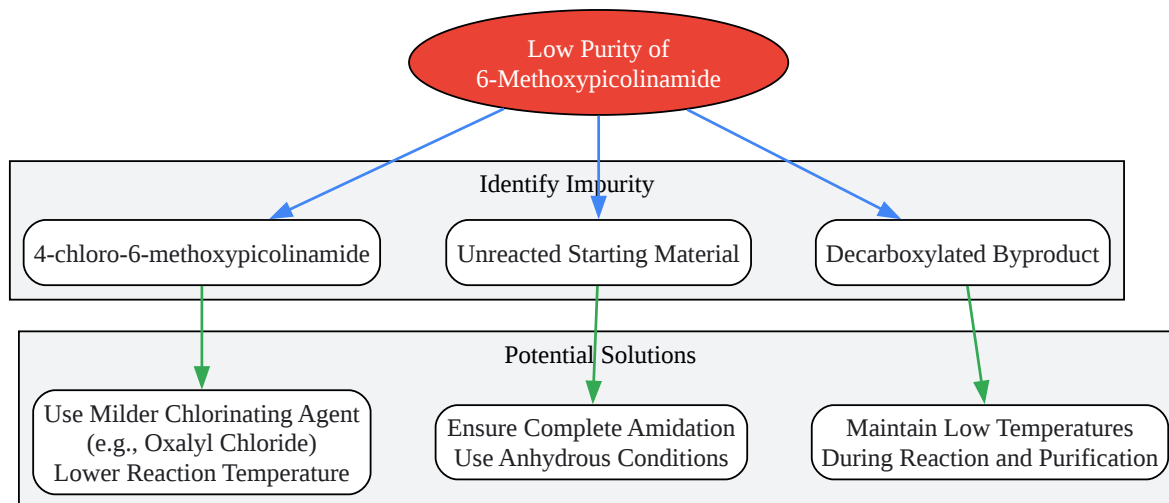 Low Purity of
6-Methoxypicolinamide
Identify Impurity
4-chloro-6-methoxypicolinamide
Unreacted Starting Material
Decarboxylated Byproduct
Potential Solutions
Use Milder Chlorinating Agent
(e.g., Oxalyl Chloride)
Lower Reaction Temperature
Ensure Complete Amidation
Use Anhydrous Conditions
Maintain Low Temperatures
During Reaction and Purification